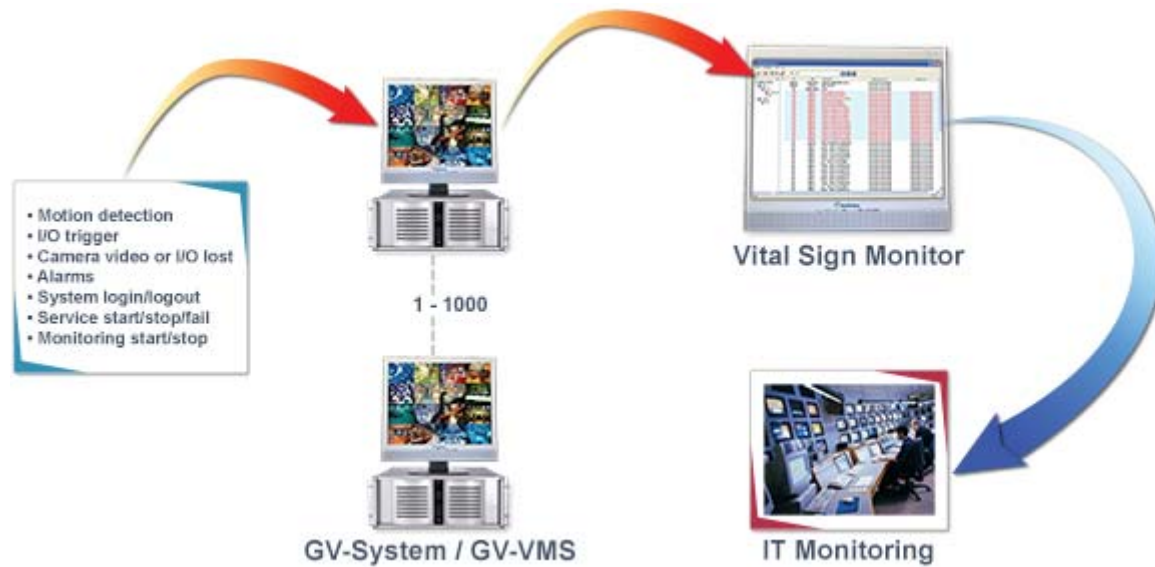 • Motion detection
• I/O trigger
• Camera video or I/O lost
• Alarms
• System login/logout
• Service start/stop/fail
• Monitoring start/stop
1 - 1000
GV-System / GV-VMS
Vital Sign Monitor
IT Monitoring